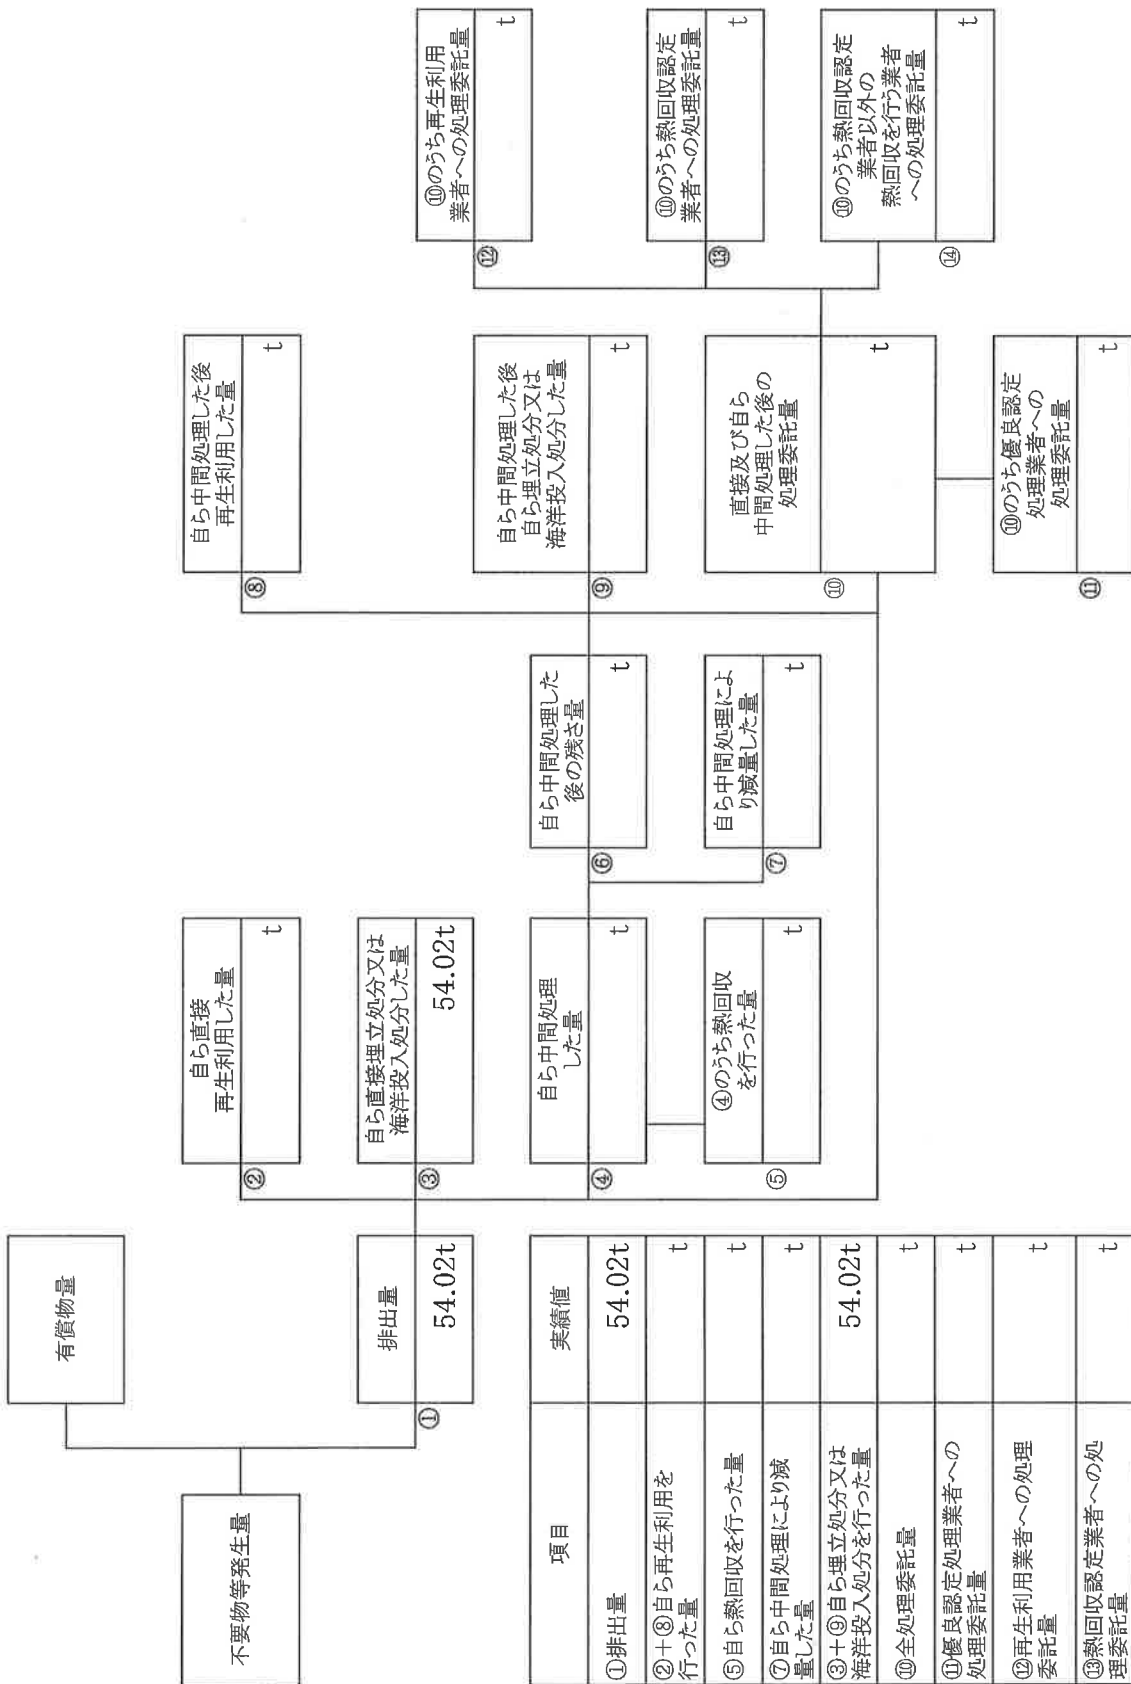 不要物等発生量
有償物量
①
排出量
54.02t
②
自ら直接
再生利用した量
t
③
自ら直接埋立処分又は
海洋投入処分した量
54.02t
④
自ら中間処理
した量
t
⑤
④のうち熱回収
を行った量
t
⑥
自ら中間処理した
後の残さ量
t
⑦
自ら中間処理によ
り減量した量
t
⑧
自ら中間処理した後
再生利用した量
t
⑨
自ら中間処理した後
自ら埋立処分又は
海洋投入処分した量
t
⑩
直接及び自ら
中間処理した後の
処理委託量
t
⑪
⑩のうち優良認定
処理業者への
処理委託量
t
⑫
⑩のうち再生利用
業者への処理委託量
t
⑬
⑩のうち熱回収認定
業者への処理委託量
t
⑭
⑩のうち熱回収認定
業者以外の
熱回収を行う業者
への処理委託量
t
項目
実績値
①排出量
54.02t
②+⑧自ら再生利用を
行った量
t
⑤自ら熱回収を行った量
t
⑦自ら中間処理により減
量した量
t
③+⑨自ら埋立処分又は
海洋投入処分を行った量
54.02t
⑩全処理委託量
t
⑪優良認定処理業者への
処理委託量
t
⑫再生利用業者への処理
委託量
t
⑬熱回収認定業者への処
理委託量
t